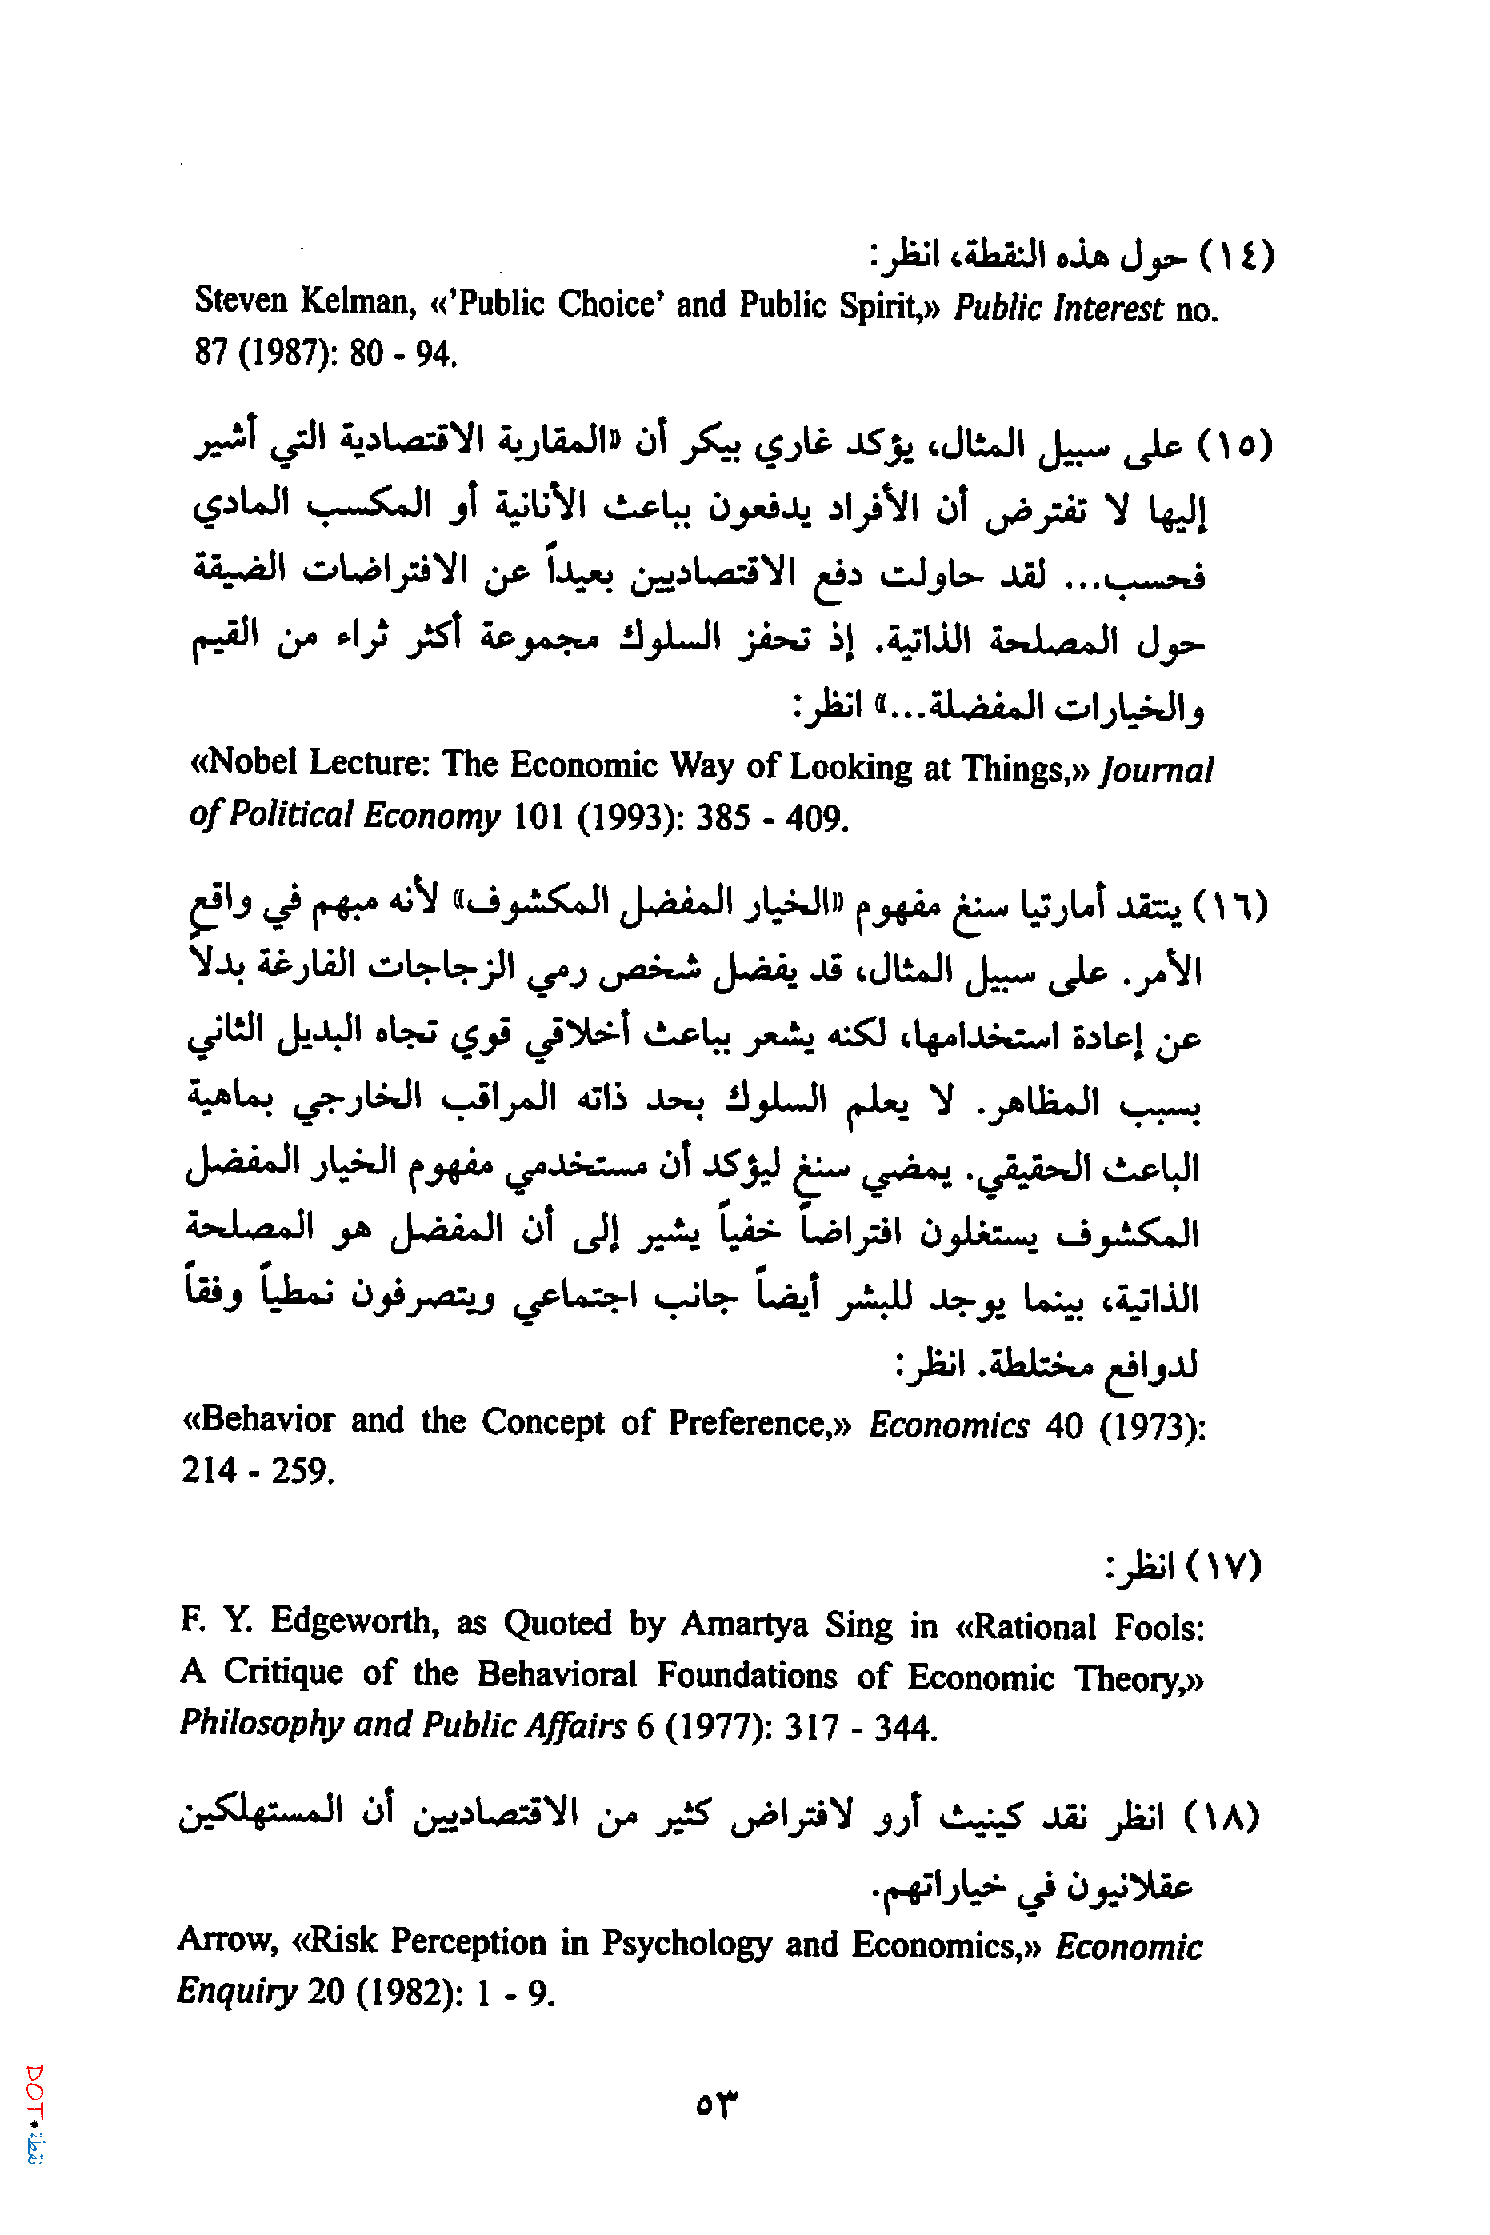 (١٤) حول هذه النقطة، انظر:
Steven Kelman, «'Public Choice' and Public Spirit,» Public Interest no.
87 (1987): 80 - 94.
(١٥) على سبيل المثال، يؤكد غاري بيكر أن «المقاربة الاقتصادية التي أشير
إليها لا تفترض أن الأفراد يدفعون بباعث الأنانية أو المكسب المادي
فحسب... لقد حاولت دفع الاقتصاديين بعيداً عن الافتراضات الضيقة
حول المصلحة الذاتية. إذ تحفز السلوك مجموعة أكثر ثراء من القيم
والخيارات المفضلة...» انظر:
«Nobel Lecture: The Economic Way of Looking at Things,» Journal
of Political Economy 101 (1993): 385 - 409.
(١٦) ينتقد أمارتيا سنغ مفهوم «الخيار المفضل المكشوف» لأنه مبهم في واقع
الأمر. على سبيل المثال، قد يفضل شخص رمي الزجاجات الفارغة بدلا
عن إعادة استخدامها، لكنه يشعر بباعث أخلاقي قوي تجاه البديل الثاني
بسبب المظاهر. لا يعلم السلوك بحد ذاته المراقب الخارجي بماهية
الباعث الحقيقي. يمضي سنغ ليؤكد أن مستخدمي مفهوم الخيار المفضل
المكشوف يستغلون افتراضاً خفياً يشير إلى أن المفضل هو المصلحة
الذاتية، بينما يوجد للبشر أيضاً جانب اجتماعي ويتصرفون نمطياً وفقاً
لدوافع مختلطة. انظر:
«Behavior and the Concept of Preference,» Economics 40 (1973):
214 - 259.
(١٧) انظر:
F. Y. Edgeworth, as Quoted by Amartya Sing in «Rational Fools:
A Critique of the Behavioral Foundations of Economic Theory,»
Philosophy and Public Affairs 6 (1977): 317 - 344.
(١٨) انظر نقد كينيث أرو لافتراض كثير من الاقتصاديين أن المستهلكين
عقلانيون في خياراتهم.
Arrow, «Risk Perception in Psychology and Economics,» Economic
Enquiry 20 (1982): 1 - 9.
٥٣
DOT • نقطة